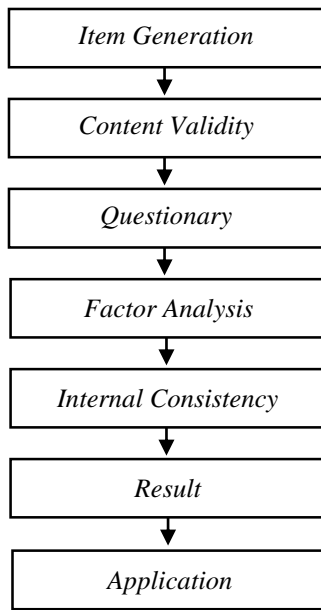 Item Generation
Content Validity
Questionary
Factor Analysis
Internal Consistency
Result
Application